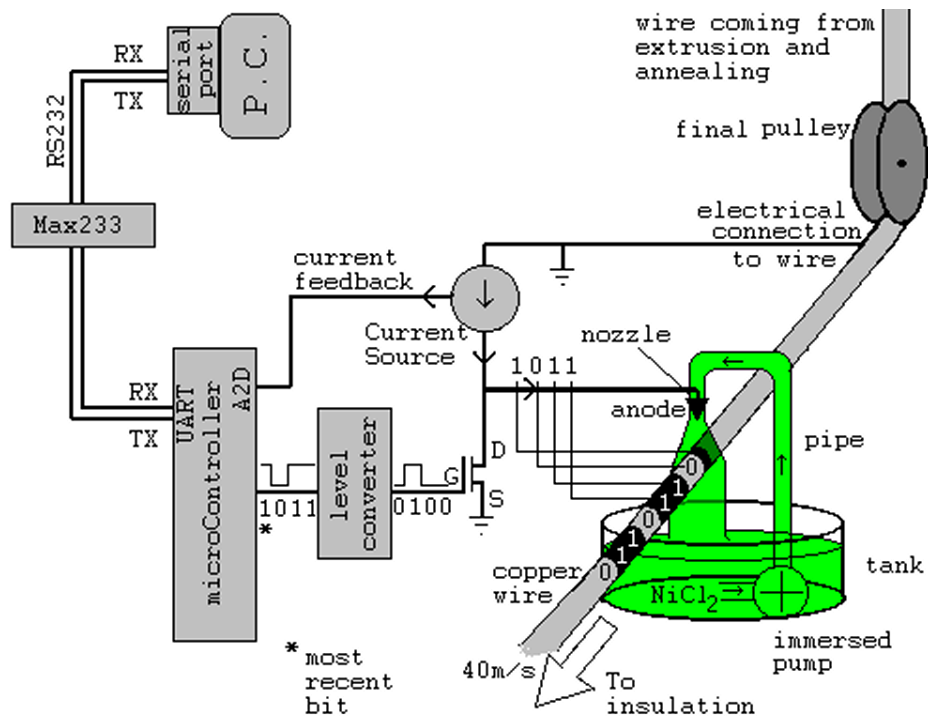 wire coming from
extrusion and
annealing
RX
TX
serial
port
P.C.
RS232
final pulley
Max233
electrical
connection
to wire
current
feedback
Current
Source
nozzle
1011
anode
RX
TX
UART
A2D
microController
level
converter
1011
*
0100
G
D
S
pipe
0
1
1
0
1
1
0
copper
wire
tank
NiCl2
immersed
pump
40m/s
To
insulation
* most
recent
bit